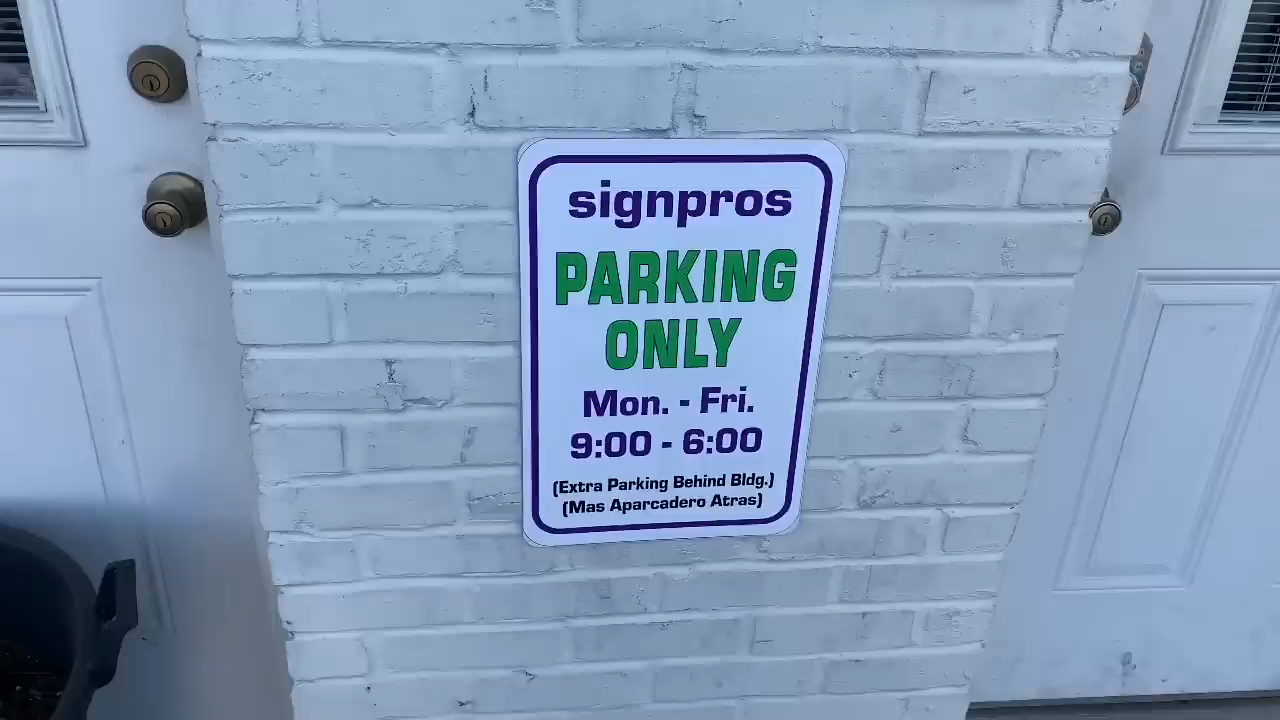 signpros
PARKING
ONLY
Mon. - Fri.
9:00 - 6:00
(Extra Parking Behind Bldg.)
(Mas Aparcadero Atras)